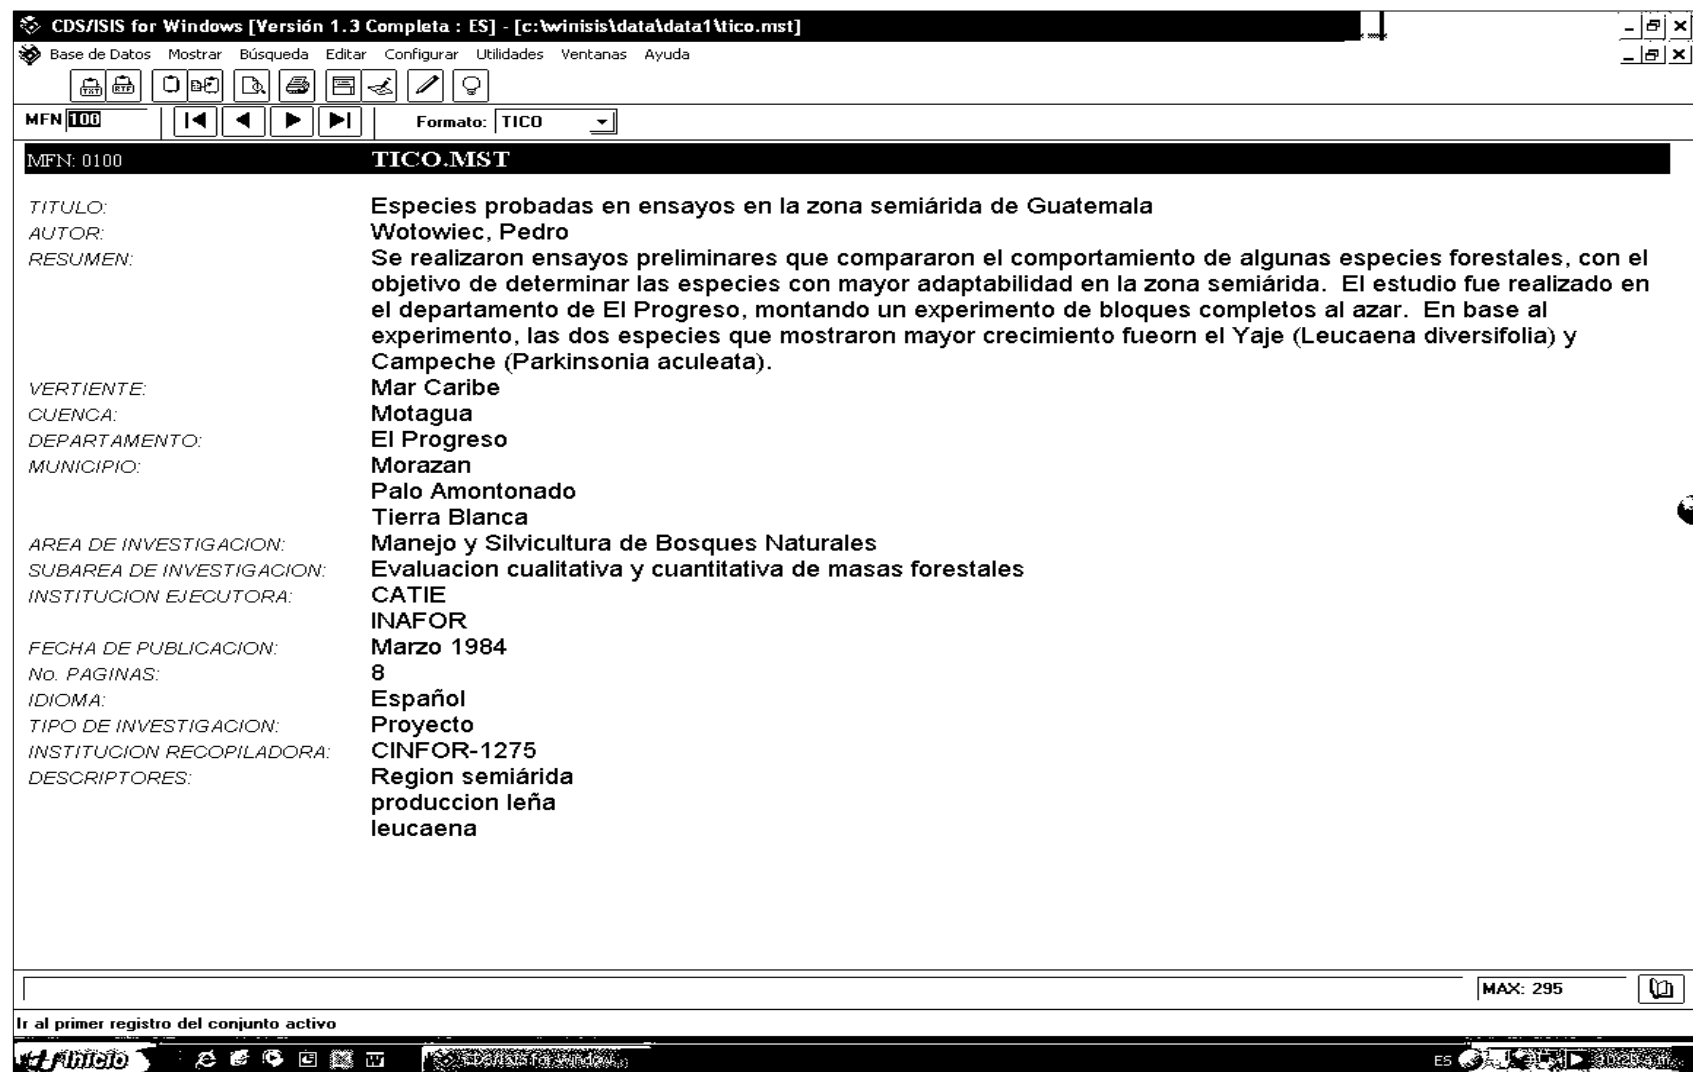 CDS/ISIS for Windows [Versión 1.3 Completa : ES] - [c:\winisis\data\data1\tico.mst]
Base de Datos Mostrar Búsqueda Editar Configurar Utilidades Ventanas Ayuda
TXT RTF
MFN 100 Formato: TICO
MFN: 0100 TICO.MST
TITULO: Especies probadas en ensayos en la zona semiárida de Guatemala
AUTOR: Wotowiec, Pedro
RESUMEN: Se realizaron ensayos preliminares que compararon el comportamiento de algunas especies forestales, con el
objetivo de determinar las especies con mayor adaptabilidad en la zona semiárida. El estudio fue realizado en
el departamento de El Progreso, montando un experimento de bloques completos al azar. En base al
experimento, las dos especies que mostraron mayor crecimiento fueorn el Yaje (Leucaena diversifolia) y
Campeche (Parkinsonia aculeata).
VERTIENTE: Mar Caribe
CUENCA: Motagua
DEPARTAMENTO: El Progreso
MUNICIPIO: Morazan
Palo Amontonado
Tierra Blanca
AREA DE INVESTIGACION: Manejo y Silvicultura de Bosques Naturales
SUBAREA DE INVESTIGACION: Evaluacion cualitativa y cuantitativa de masas forestales
INSTITUCION EJECUTORA: CATIE
INAFOR
FECHA DE PUBLICACION: Marzo 1984
No. PAGINAS: 8
IDIOMA: Español
TIPO DE INVESTIGACION: Proyecto
INSTITUCION RECOPILADORA: CINFOR-1275
DESCRIPTORES: Region semiárida
produccion leña
leucaena
MAX: 295
Ir al primer registro del conjunto activo
Inicio CDS/ISIS for Window... ES